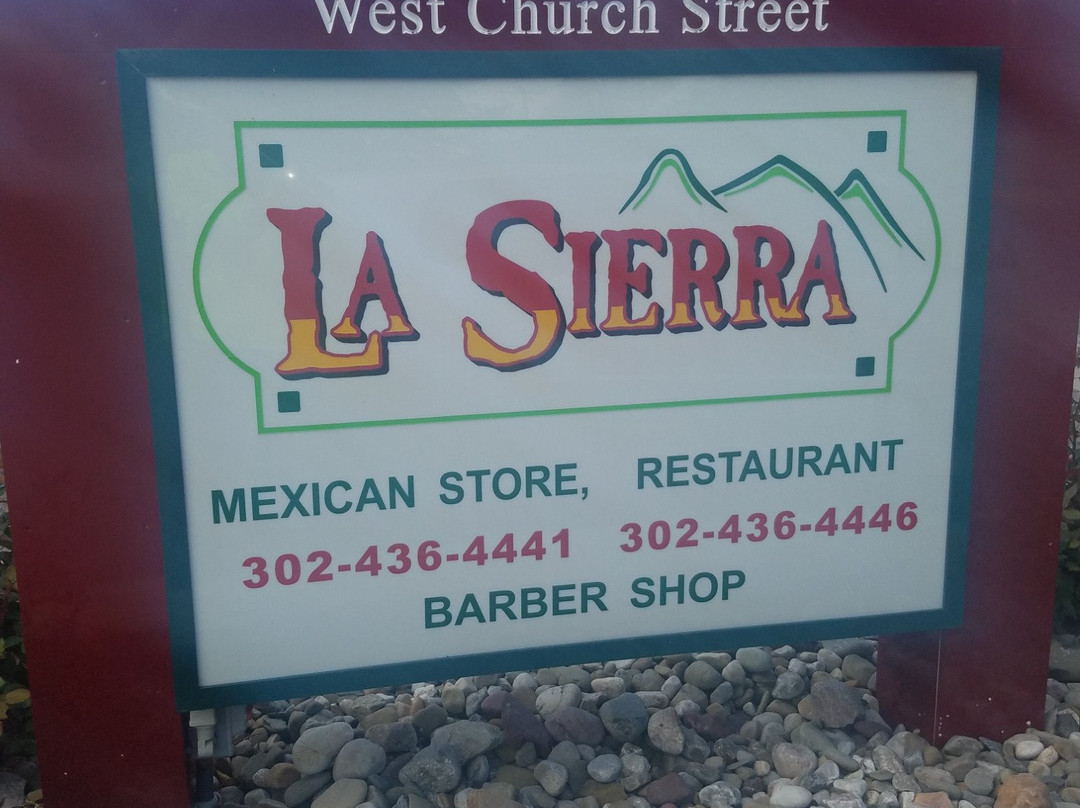 West Church Street
LA SIERRA
MEXICAN STORE, RESTAURANT
302-436-4441 302-436-4446
BARBER SHOP